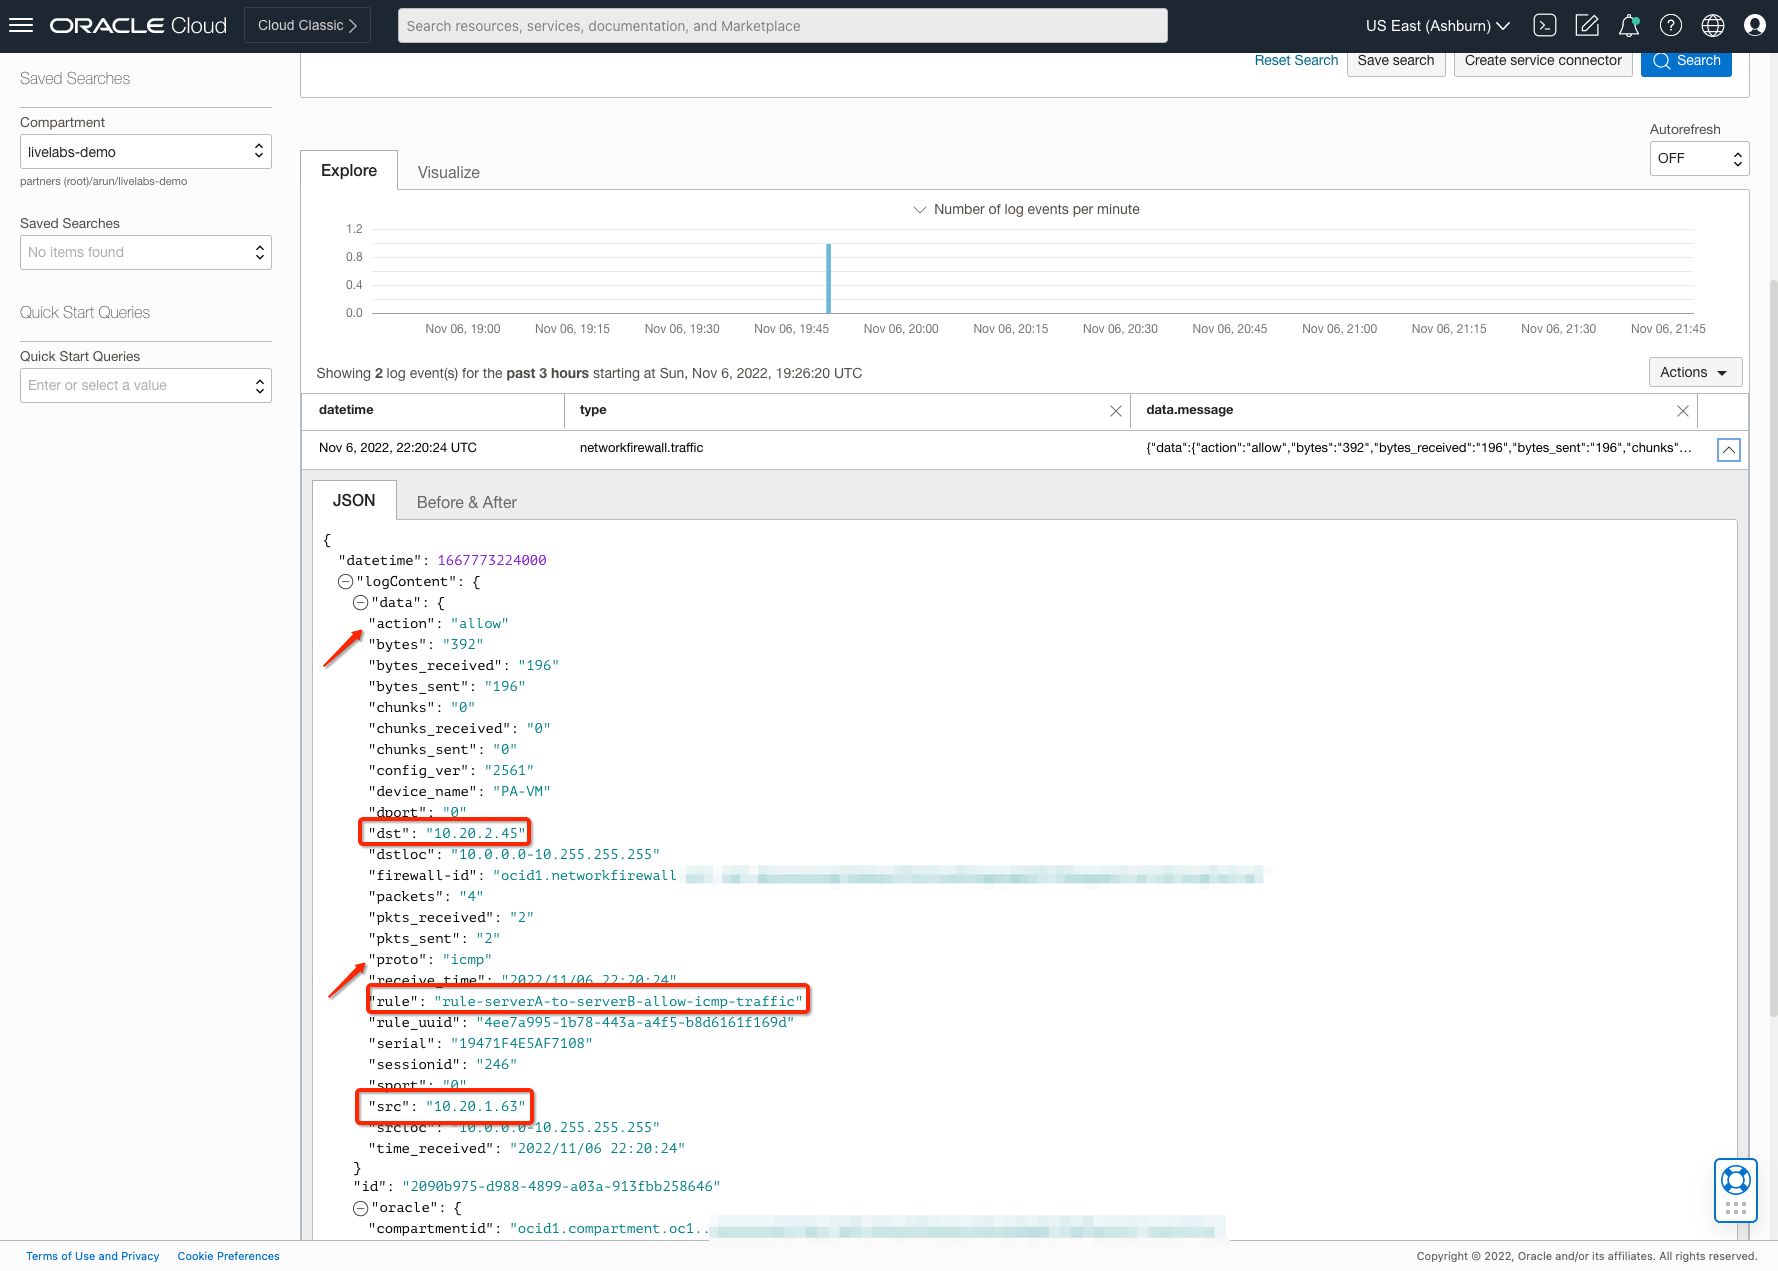 ORACLE Cloud
Cloud Classic
Search resources, services, documentation, and Marketplace
US East (Ashburn)
Saved Searches
Compartment
livelabs-demo
partners (root)/arun/livelabs-demo
Saved Searches
No items found
Quick Start Queries
Quick Start Queries
Enter or select a value
Reset Search
Save search
Create service connector
Search
Autorefresh
OFF
Explore
Visualize
Number of log events per minute
1.2
0.8
0.4
0.0
Nov 06, 19:00
Nov 06, 19:15
Nov 06, 19:30
Nov 06, 19:45
Nov 06, 20:00
Nov 06, 20:15
Nov 06, 20:30
Nov 06, 20:45
Nov 06, 21:00
Nov 06, 21:15
Nov 06, 21:30
Nov 06, 21:45
Showing 2 log event(s) for the past 3 hours starting at Sun, Nov 6, 2022, 19:26:20 UTC
Actions
datetime
type
data.message
Nov 6, 2022, 22:20:24 UTC
networkfirewall.traffic
{"data":{"action":"allow","bytes":"392","bytes_received":"196","bytes_sent":"196","chunks"...
JSON
Before & After
{
"datetime": 1667773224000
"logContent": {
"data": {
"action": "allow"
"bytes": "392"
"bytes_received": "196"
"bytes_sent": "196"
"chunks": "0"
"chunks_received": "0"
"chunks_sent": "0"
"config_ver": "2561"
"device_name": "PA-VM"
"dport": "0"
"dst": "10.20.2.45"
"dstloc": "10.0.0.0-10.255.255.255"
"firewall-id": "ocid1.networkfirewall
"packets": "4"
"pkts_received": "2"
"pkts_sent": "2"
"proto": "icmp"
"receive_time": "2022/11/06 22:20:24"
"rule": "rule-serverA-to-serverB-allow-icmp-traffic"
"rule_uuid": "4ee7a995-1b78-443a-a4f5-b8d6161f169d"
"serial": "19471F4E5AF7108"
"sessionid": "246"
"sport": "0"
"src": "10.20.1.63"
"srcloc": "10.0.0.0-10.255.255.255"
"time_received": "2022/11/06 22:20:24"
}
"id": "2090b975-d988-4899-a03a-913fbb258646"
"oracle": {
"compartmentid": "ocid1.compartment.oc1..
Terms of Use and Privacy
Cookie Preferences
Copyright © 2022, Oracle and/or its affiliates. All rights reserved.